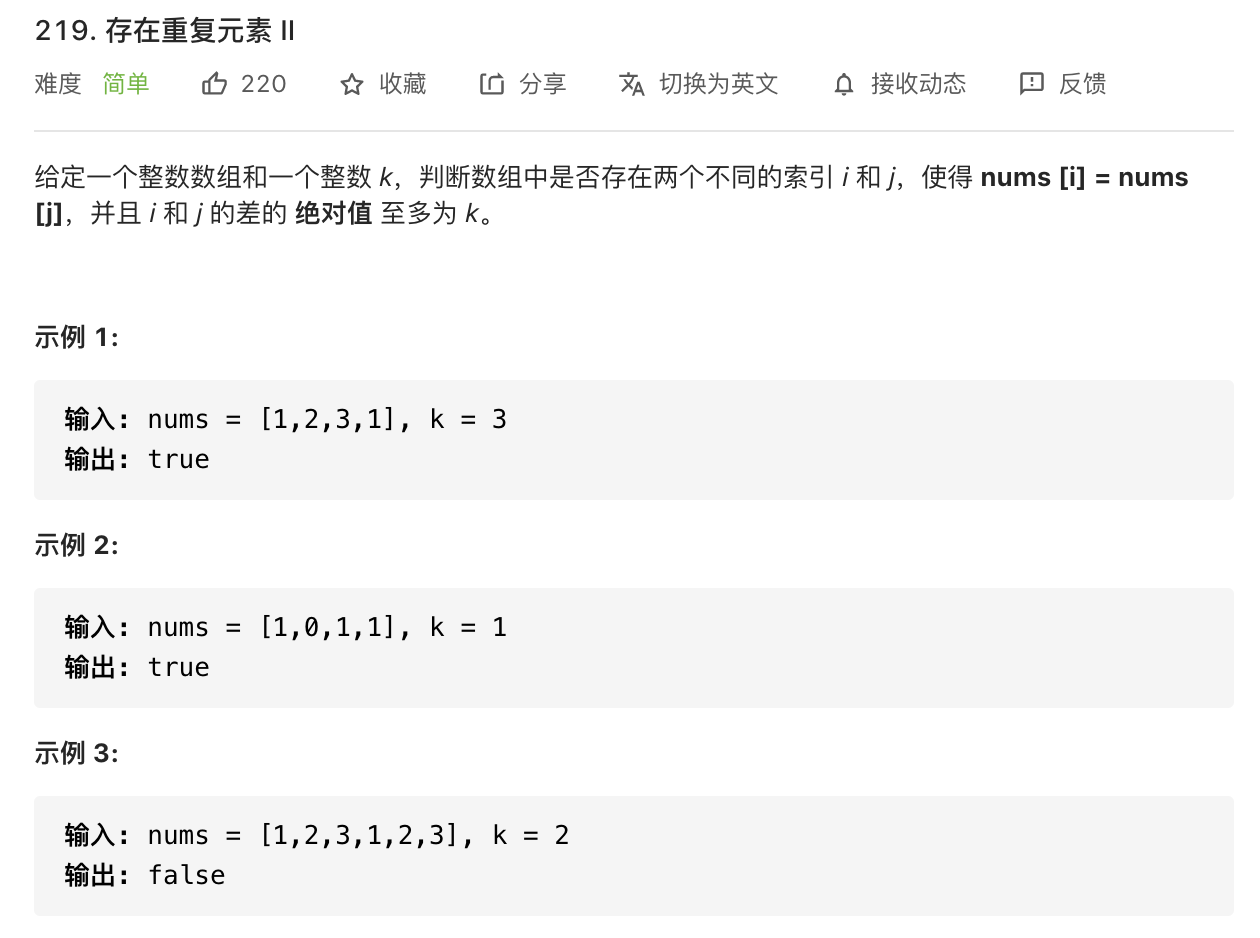 219. 存在重复元素 II
难度 简单 220 收藏 分享 切换为英文 接收动态 反馈
给定一个整数数组和一个整数 k，判断数组中是否存在两个不同的索引 i 和 j，使得 nums [i] = nums
[j]，并且 i 和 j 的差的 绝对值 至多为 k。
示例 1:
输入: nums = [1,2,3,1], k = 3
输出: true
示例 2:
输入: nums = [1,0,1,1], k = 1
输出: true
示例 3:
输入: nums = [1,2,3,1,2,3], k = 2
输出: false